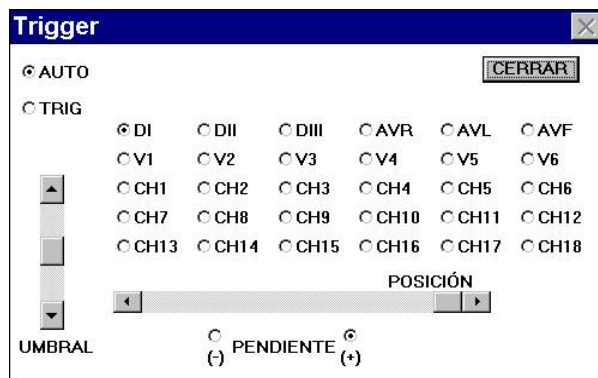 Trigger
AUTO
CERRAR
TRIG
DI DII DIII AVR AVL AVF
V1 V2 V3 V4 V5 V6
CH1 CH2 CH3 CH4 CH5 CH6
CH7 CH8 CH9 CH10 CH11 CH12
CH13 CH14 CH15 CH16 CH17 CH18
POSICIÓN
UMBRAL
(-) PENDIENTE (+)